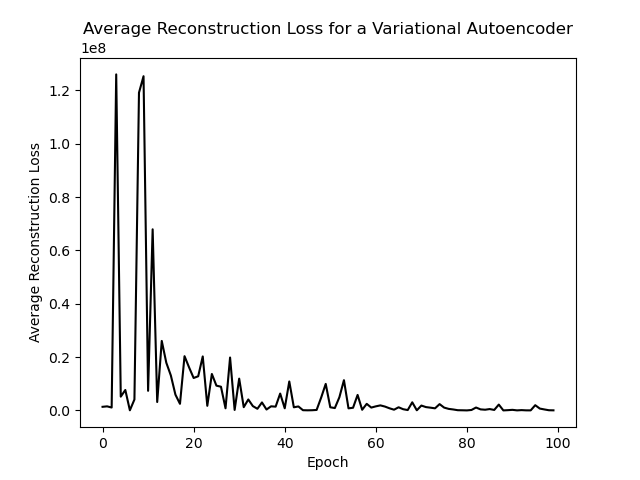 Average Reconstruction Loss for a Variational Autoencoder
1e8
1.2
1.0
0.8
0.6
0.4
0.2
0.0
Average Reconstruction Loss
0 20 40 60 80 100
Epoch